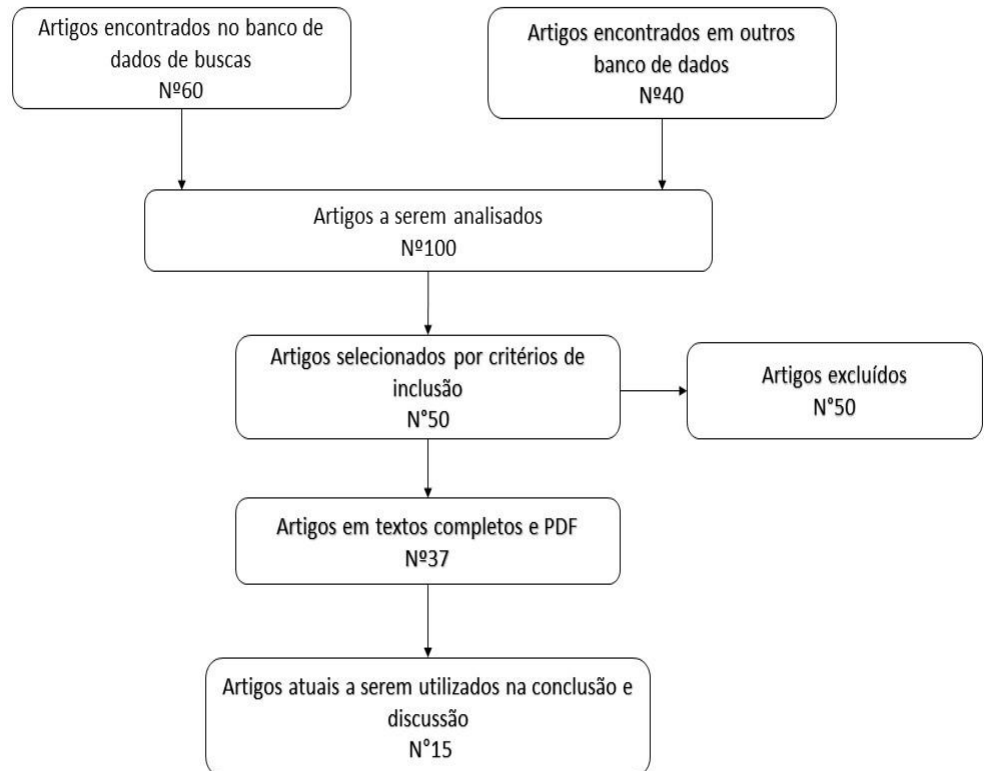 Artigos encontrados no banco de
dados de buscas
Nº60
Artigos encontrados em outros
banco de dados
Nº40
Artigos a serem analisados
Nº100
Artigos selecionados por critérios de
inclusão
N°50
Artigos excluídos
N°50
Artigos em textos completos e PDF
Nº37
Artigos atuais a serem utilizados na conclusão e
discussão
N°15